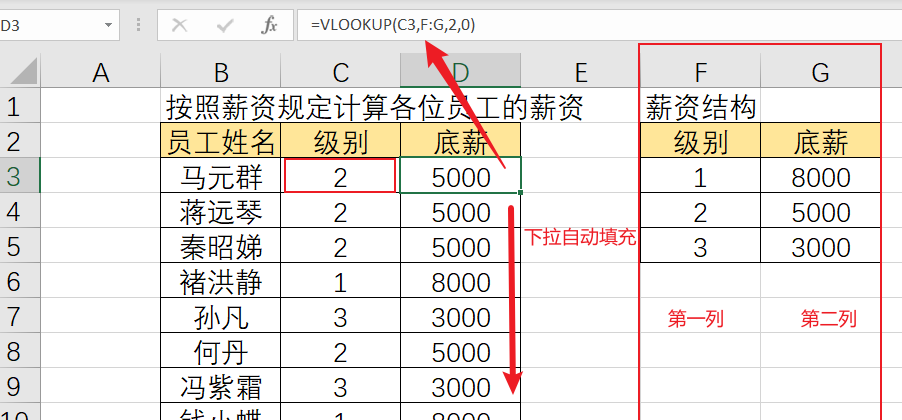 D3 fx =VLOOKUP(C3,F:G,2,0)
A B C D E F G
1 按照薪资规定计算各位员工的薪资 薪资结构
2 员工姓名 级别 底薪 级别 底薪
3 马元群 2 5000 1 8000
4 蒋远琴 2 5000 2 5000
5 秦昭娣 2 5000 下拉自动填充 3 3000
6 褚洪静 1 8000
7 孙凡 3 3000 第一列 第二列
8 何丹 2 5000
9 冯紫霜 3 3000
10 钱小蝶 1 8000